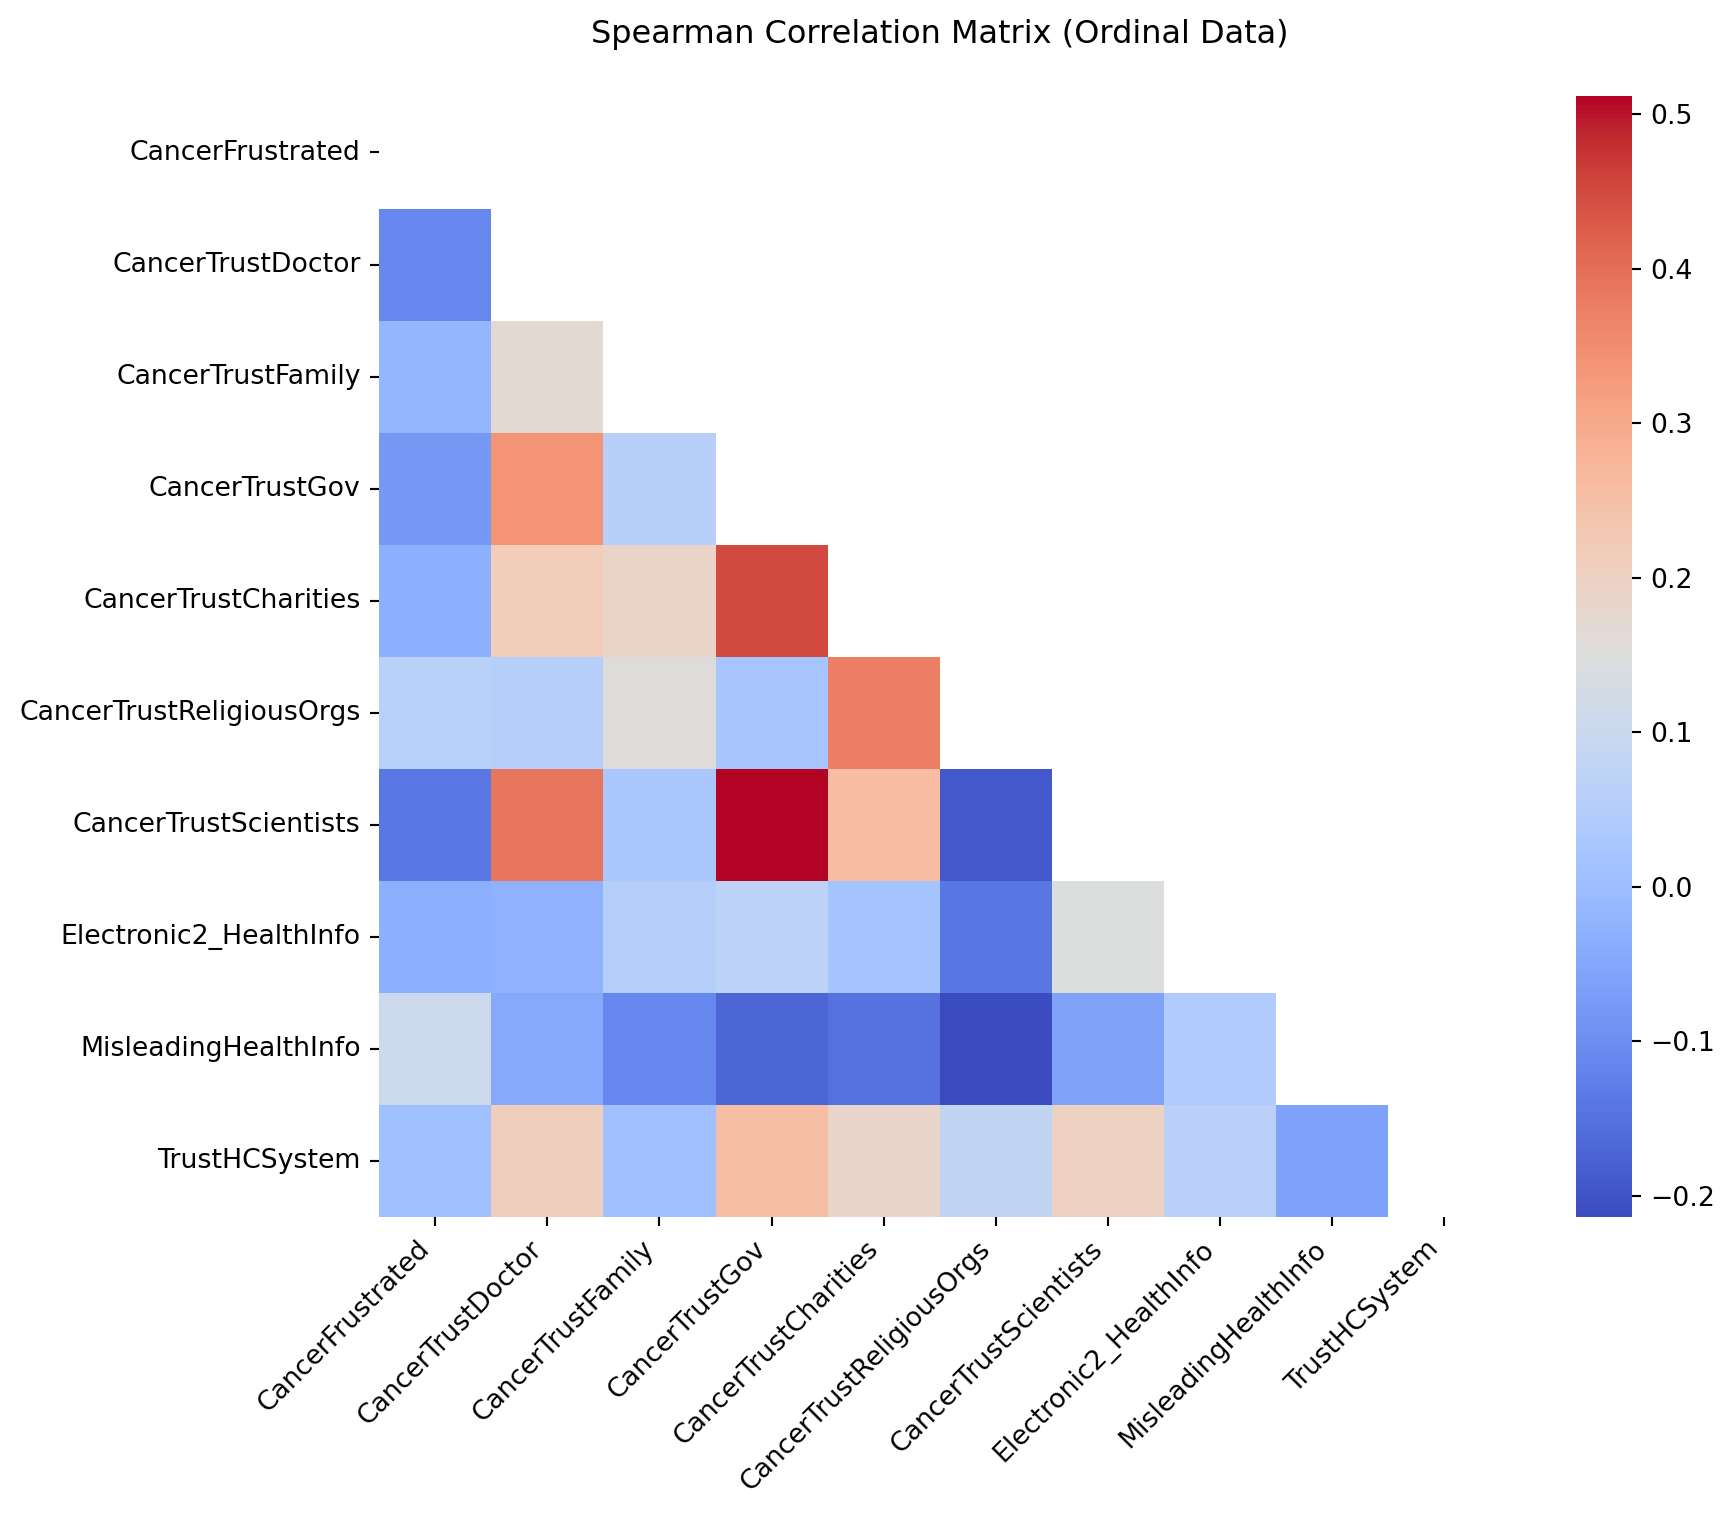 Spearman Correlation Matrix (Ordinal Data)
CancerFrustrated
CancerTrustDoctor
CancerTrustFamily
CancerTrustGov
CancerTrustCharities
CancerTrustReligiousOrgs
CancerTrustScientists
Electronic2_HealthInfo
MisleadingHealthInfo
TrustHCSystem
CancerFrustrated
CancerTrustDoctor
CancerTrustFamily
CancerTrustGov
CancerTrustCharities
CancerTrustReligiousOrgs
CancerTrustScientists
Electronic2_HealthInfo
MisleadingHealthInfo
TrustHCSystem
0.5
0.4
0.3
0.2
0.1
0.0
−0.1
−0.2